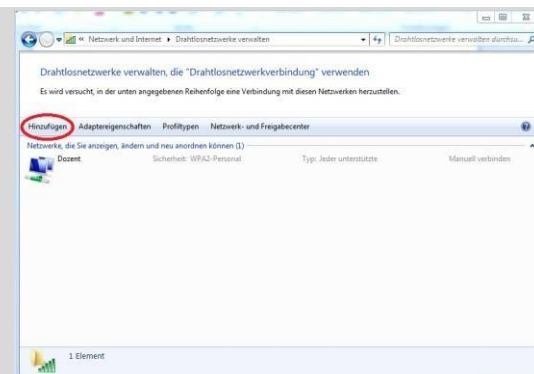 « Netzwerk und Internet ▸ Drahtlosnetzwerke verwalten
Drahtlosnetzwerke verwalten durchsu...
Drahtlosnetzwerke verwalten, die "Drahtlosnetzwerkverbindung" verwenden
Es wird versucht, in der unten angegebenen Reihenfolge eine Verbindung mit diesen Netzwerken herzustellen.
Hinzufügen Adaptereigenschaften Profiltypen Netzwerk- und Freigabecenter
Netzwerke, die Sie anzeigen, ändern und neu anordnen können (1)
Dozent Sicherheit: WPA2-Personal Typ: Jeder unterstützte Manuell verbinden
1 Element